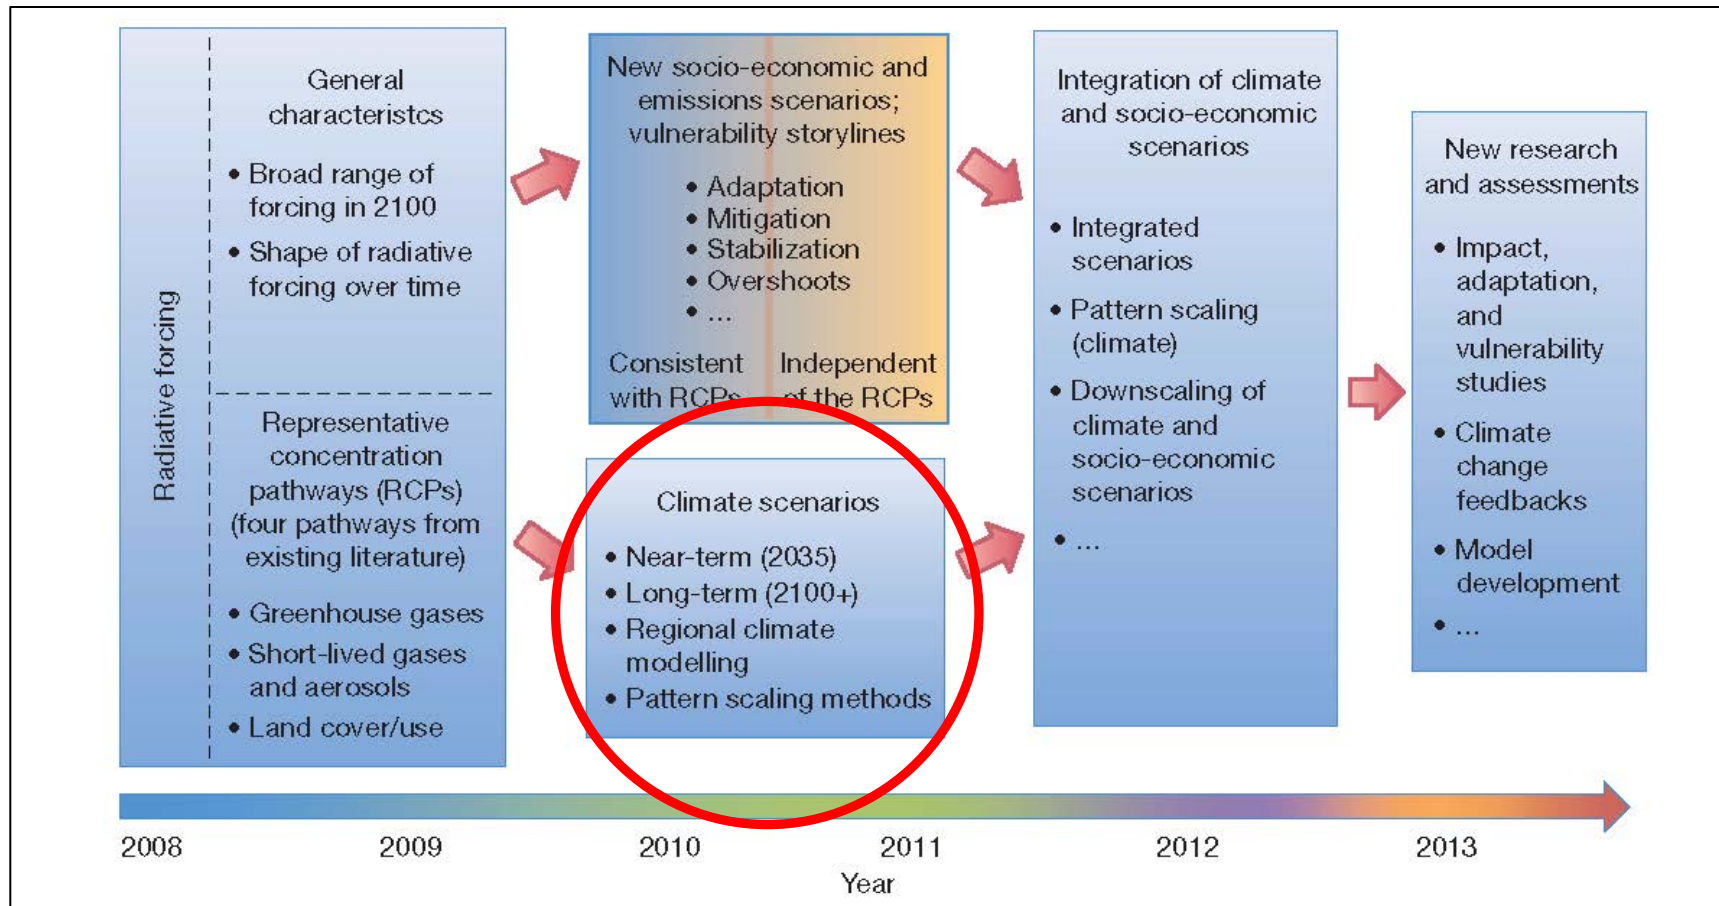 Radiative forcing
General
characteristcs
• Broad range of
forcing in 2100
• Shape of radiative
forcing over time
Representative
concentration
pathways (RCPs)
(four pathways from
existing literature)
• Greenhouse gases
• Short-lived gases
and aerosols
• Land cover/use
New socio-economic and
emissions scenarios;
vulnerability storylines
• Adaptation
• Mitigation
• Stabilization
• Overshoots
• ...
Consistent
with RCPs
Independent
of the RCPs
Climate scenarios
• Near-term (2035)
• Long-term (2100+)
• Regional climate
modelling
• Pattern scaling methods
Integration of climate
and socio-economic
scenarios
• Integrated
scenarios
• Pattern scaling
(climate)
• Downscaling of
climate and
socio-economic
scenarios
• ...
New research
and assessments
• Impact,
adaptation,
and
vulnerability
studies
• Climate
change
feedbacks
• Model
development
• ...
2008 2009 2010 2011 2012 2013
Year